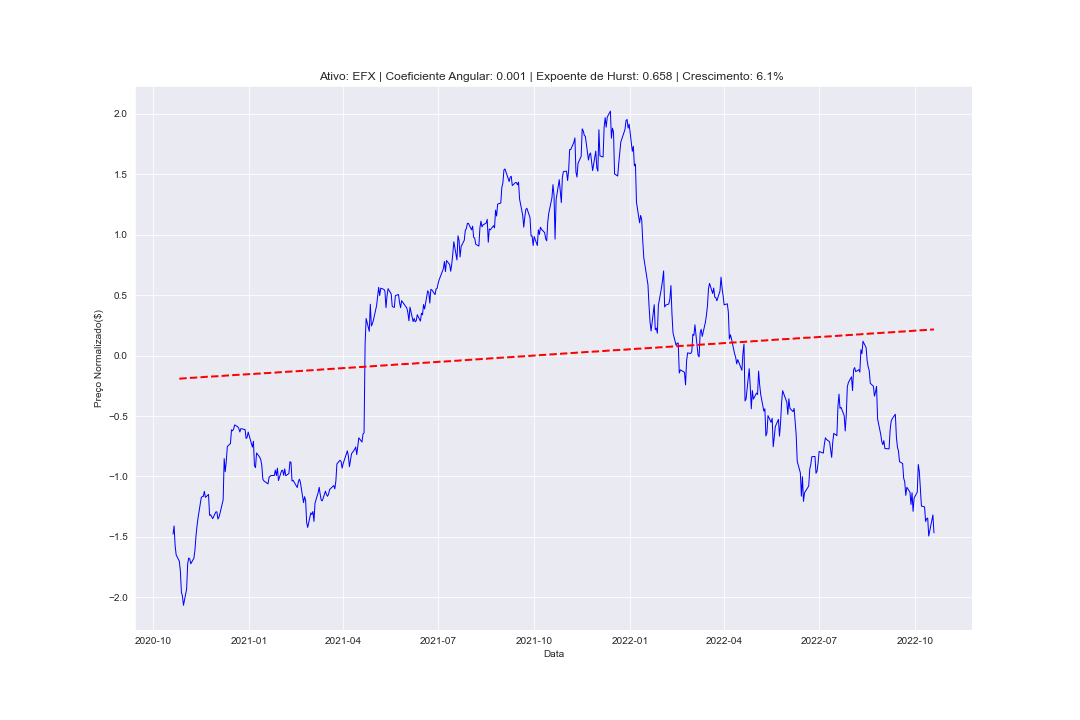 Ativo: EFX | Coeficiente Angular: 0.001 | Expoente de Hurst: 0.658 | Crescimento: 6.1%
2.0
1.5
1.0
0.5
0.0
−0.5
−1.0
−1.5
−2.0
Preço Normalizado($)
2020-10 2021-01 2021-04 2021-07 2021-10 2022-01 2022-04 2022-07 2022-10
Data